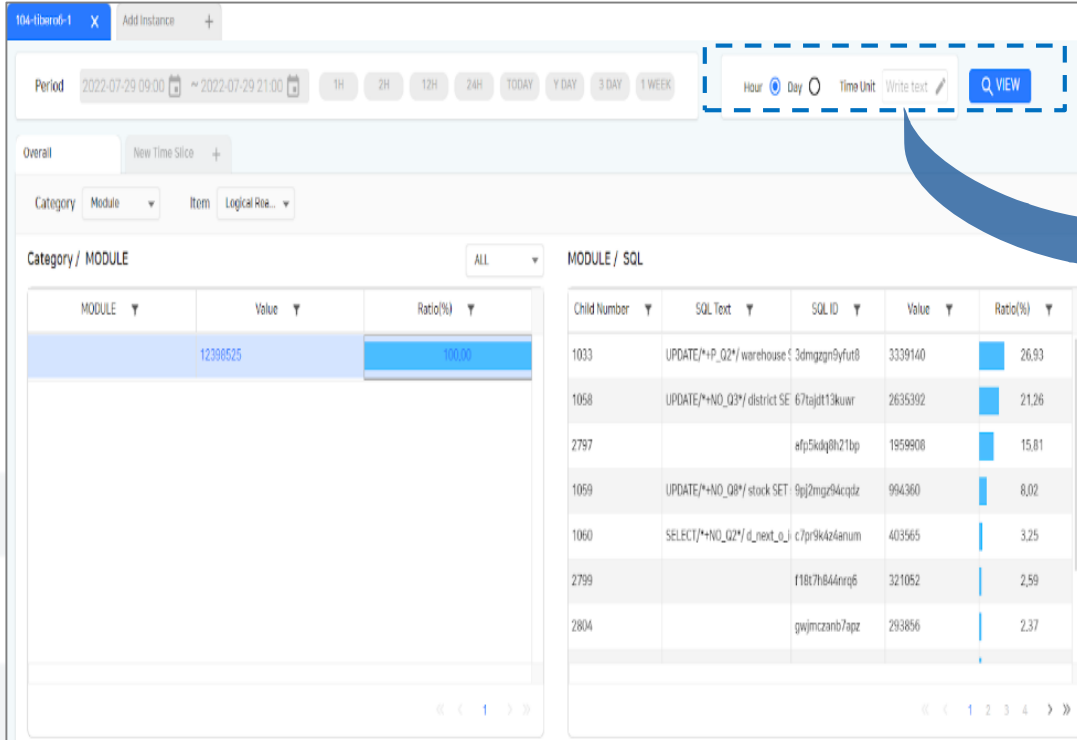 104-tibero6-1 X Add Instance +
Period 2022-07-29 09:00 ~ 2022-07-29 21:00 1H 2H 12H 24H TODAY Y DAY 3 DAY 1 WEEK Hour Day Time Unit Write text VIEW
Overall New Time Slice +
Category Module Item Logical Rea...
Category / MODULE ALL MODULE / SQL
MODULE Value Ratio(%) Child Number SQL Text SQL ID Value Ratio(%)
12398525 100,00 1033 UPDATE/*+P_Q2*/ warehouse 3dmgzgn9yfut8 3339140 26,93
1058 UPDATE/*+NO_Q3*/ district SE 67tajdt13kuwr 2635392 21,26
2797 afp5kdq8h21bp 1959908 15,81
1059 UPDATE/*+NO_Q8*/ stock SET 9pj2mgz94cqdz 994360 8,02
1060 SELECT/*+NO_Q2*/ d_next_o_i c7pr9k4z4anum 403565 3,25
2799 f18t7h844nrq6 321052 2,59
2804 gwjmczanb7apz 293856 2,37
« < 1 > » « < 1 2 3 4 > »